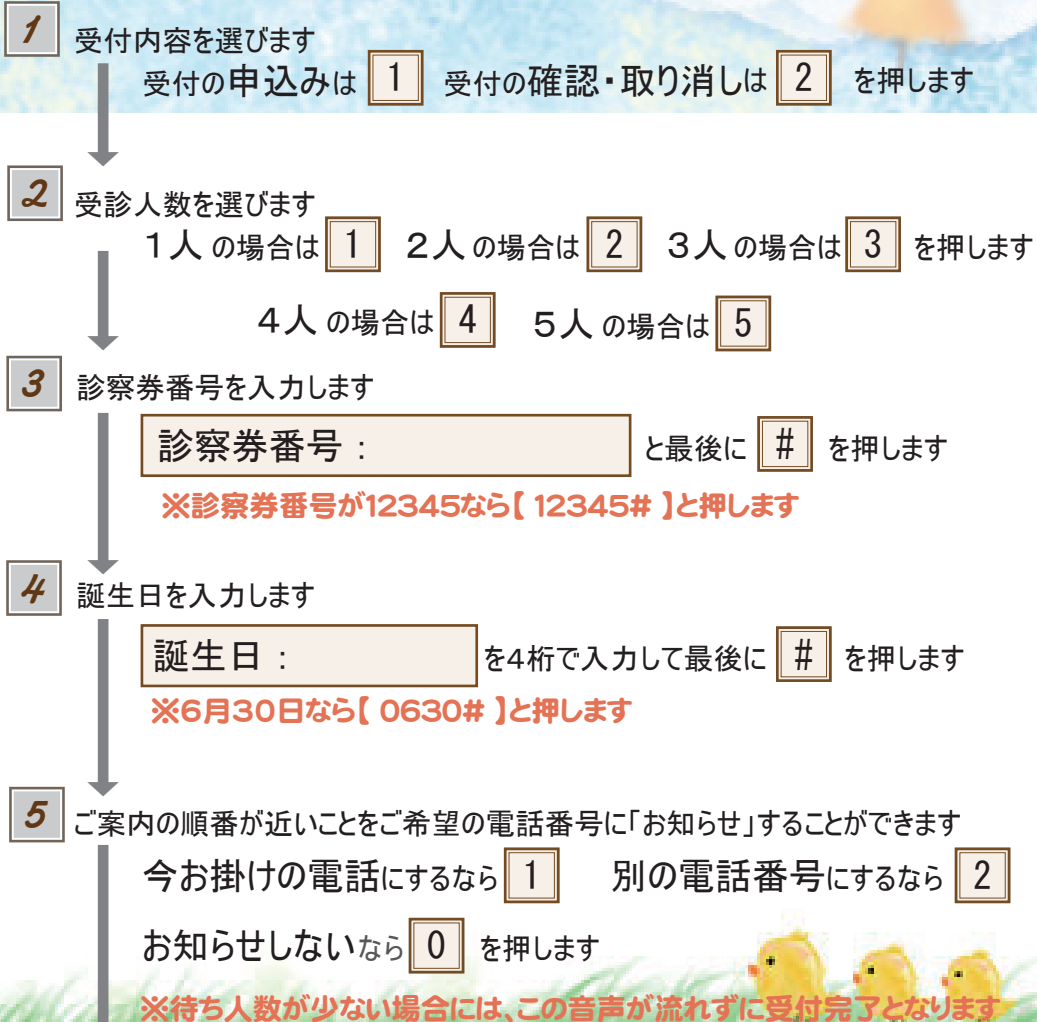 1 受付内容を選びます
受付の申込みは 1 受付の確認・取り消しは 2 を押します
2 受診人数を選びます
1人 の場合は 1 2人 の場合は 2 3人 の場合は 3 を押します
4人 の場合は 4 5人 の場合は 5
3 診察券番号を入力します
診察券番号： と最後に # を押します
※診察券番号が12345なら【 12345# 】と押します
4 誕生日を入力します
誕生日： を4桁で入力して最後に # を押します
※6月30日なら【 0630# 】と押します
5 ご案内の順番が近いことをご希望の電話番号に「お知らせ」することができます
今お掛けの電話にするなら 1 別の電話番号にするなら 2
お知らせしないなら 0 を押します
※待ち人数が少ない場合には、この音声が流れずに受付完了となります